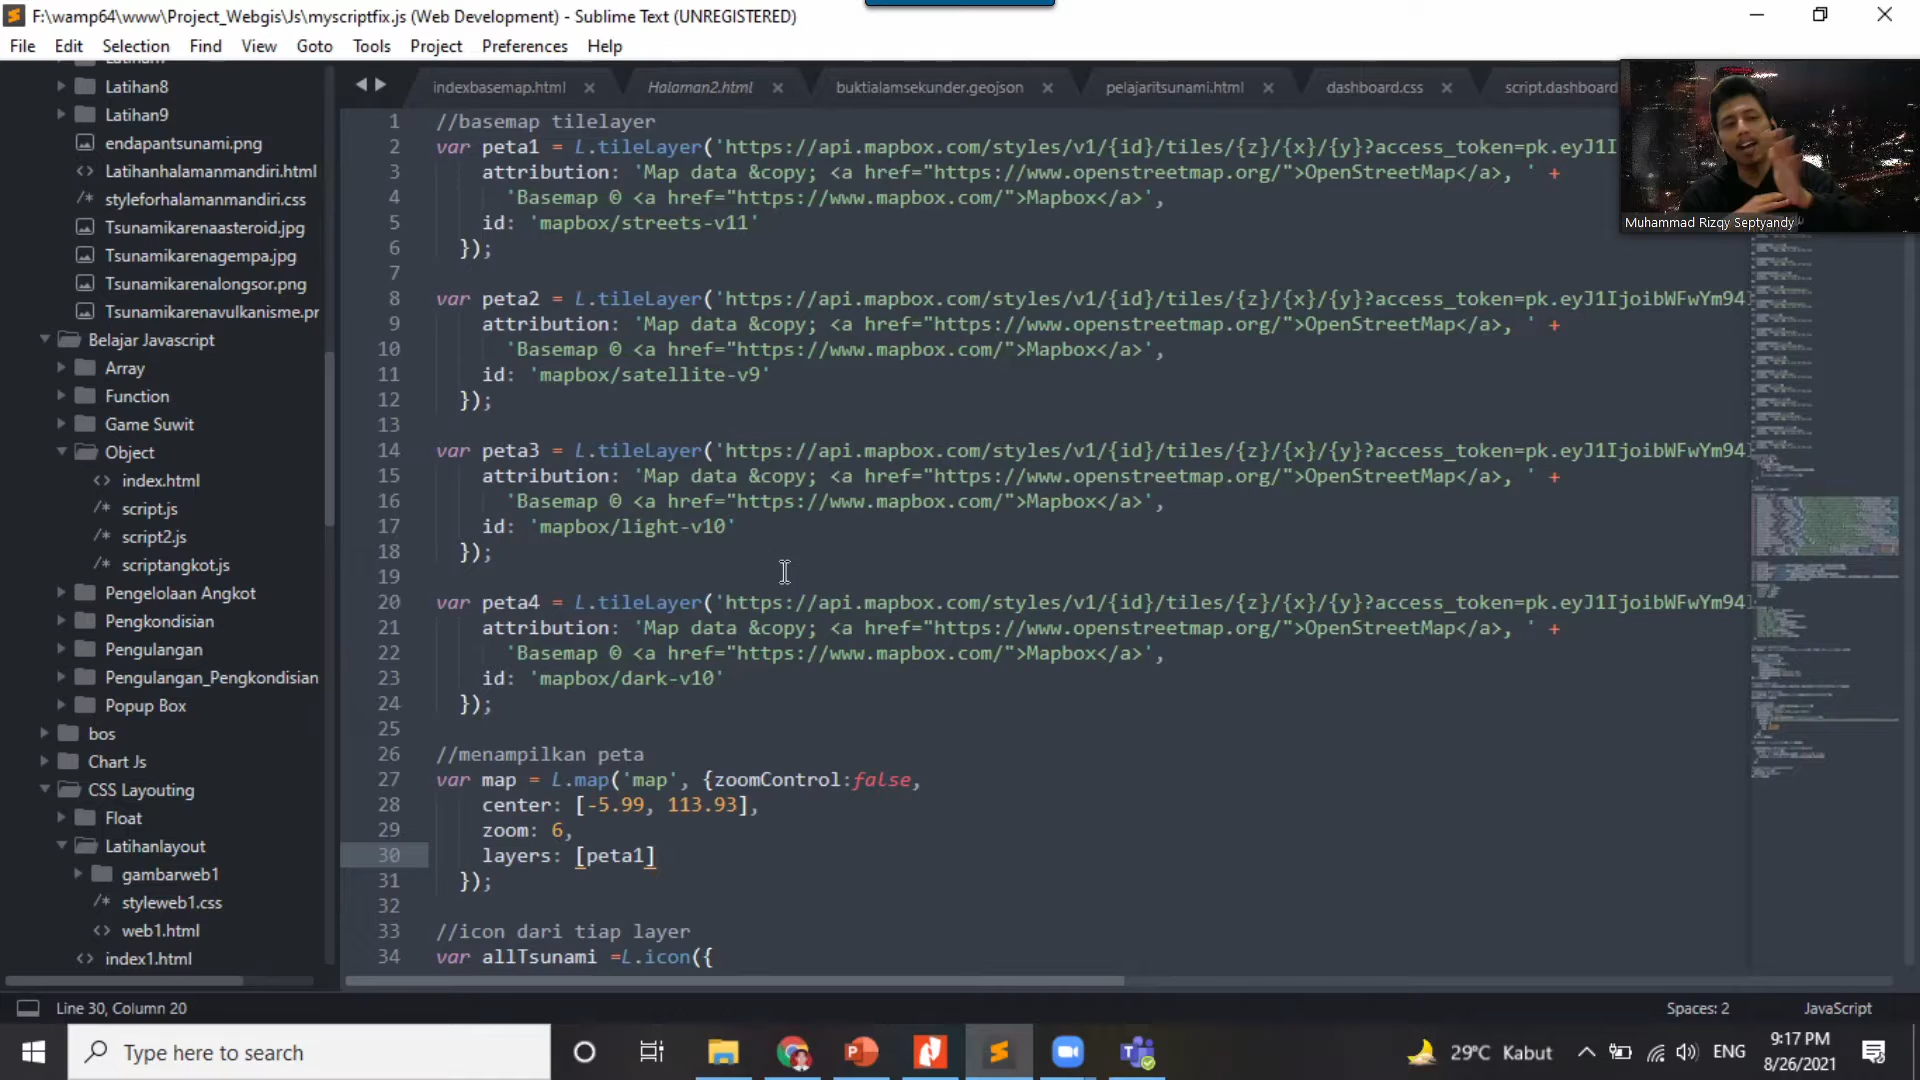 F:\wamp64\www\Project_Webgis\Js\myscriptfix.js (Web Development) - Sublime Text (UNREGISTERED)
File Edit Selection Find View Goto Tools Project Preferences Help
Latihan8
Latihan9
endapantsunami.png
Latihanhalamanmandiri.html
styleforhalamanmandiri.css
Tsunamikarenaasteroid.jpg
Tsunamikarenagempa.jpg
Tsunamikarenalongsor.png
Tsunamikarenavulkanisme.pr
Belajar Javascript
Array
Function
Game Suwit
Object
index.html
script.js
script2.js
scriptangkot.js
Pengelolaan Angkot
Pengkondisian
Pengulangan
Pengulangan_Pengkondisian
Popup Box
bos
Chart Js
CSS Layouting
Float
Latihanlayout
gambarweb1
styleweb1.css
web1.html
index1.html
indexbasemap.html Halaman2.html buktialamsekunder.geojson pelajaritsunami.html dashboard.css script.dashboard
1 //basemap tilelayer
2 var peta1 = L.tileLayer('https://api.mapbox.com/styles/v1/{id}/tiles/{z}/{x}/{y}?access_token=pk.eyJ1I
3 attribution: 'Map data &copy; <a href="https://www.openstreetmap.org/">OpenStreetMap</a>, ' +
4 'Basemap © <a href="https://www.mapbox.com/">Mapbox</a>',
5 id: 'mapbox/streets-v11'
6 });
7
8 var peta2 = L.tileLayer('https://api.mapbox.com/styles/v1/{id}/tiles/{z}/{x}/{y}?access_token=pk.eyJ1IjoibWFwYm94
9 attribution: 'Map data &copy; <a href="https://www.openstreetmap.org/">OpenStreetMap</a>, ' +
10 'Basemap © <a href="https://www.mapbox.com/">Mapbox</a>',
11 id: 'mapbox/satellite-v9'
12 });
13
14 var peta3 = L.tileLayer('https://api.mapbox.com/styles/v1/{id}/tiles/{z}/{x}/{y}?access_token=pk.eyJ1IjoibWFwYm94
15 attribution: 'Map data &copy; <a href="https://www.openstreetmap.org/">OpenStreetMap</a>, ' +
16 'Basemap © <a href="https://www.mapbox.com/">Mapbox</a>',
17 id: 'mapbox/light-v10'
18 });
19
20 var peta4 = L.tileLayer('https://api.mapbox.com/styles/v1/{id}/tiles/{z}/{x}/{y}?access_token=pk.eyJ1IjoibWFwYm94
21 attribution: 'Map data &copy; <a href="https://www.openstreetmap.org/">OpenStreetMap</a>, ' +
22 'Basemap © <a href="https://www.mapbox.com/">Mapbox</a>',
23 id: 'mapbox/dark-v10'
24 });
25
26 //menampilkan peta
27 var map = L.map('map', {zoomControl:false,
28 center: [-5.99, 113.93],
29 zoom: 6,
30 layers: [peta1]
31 });
32
33 //icon dari tiap layer
34 var allTsunami =L.icon({
Muhammad Rizqy Septyandy
Line 30, Column 20
Spaces: 2
JavaScript
Type here to search
29°C Kabut
ENG
9:17 PM
8/26/2021